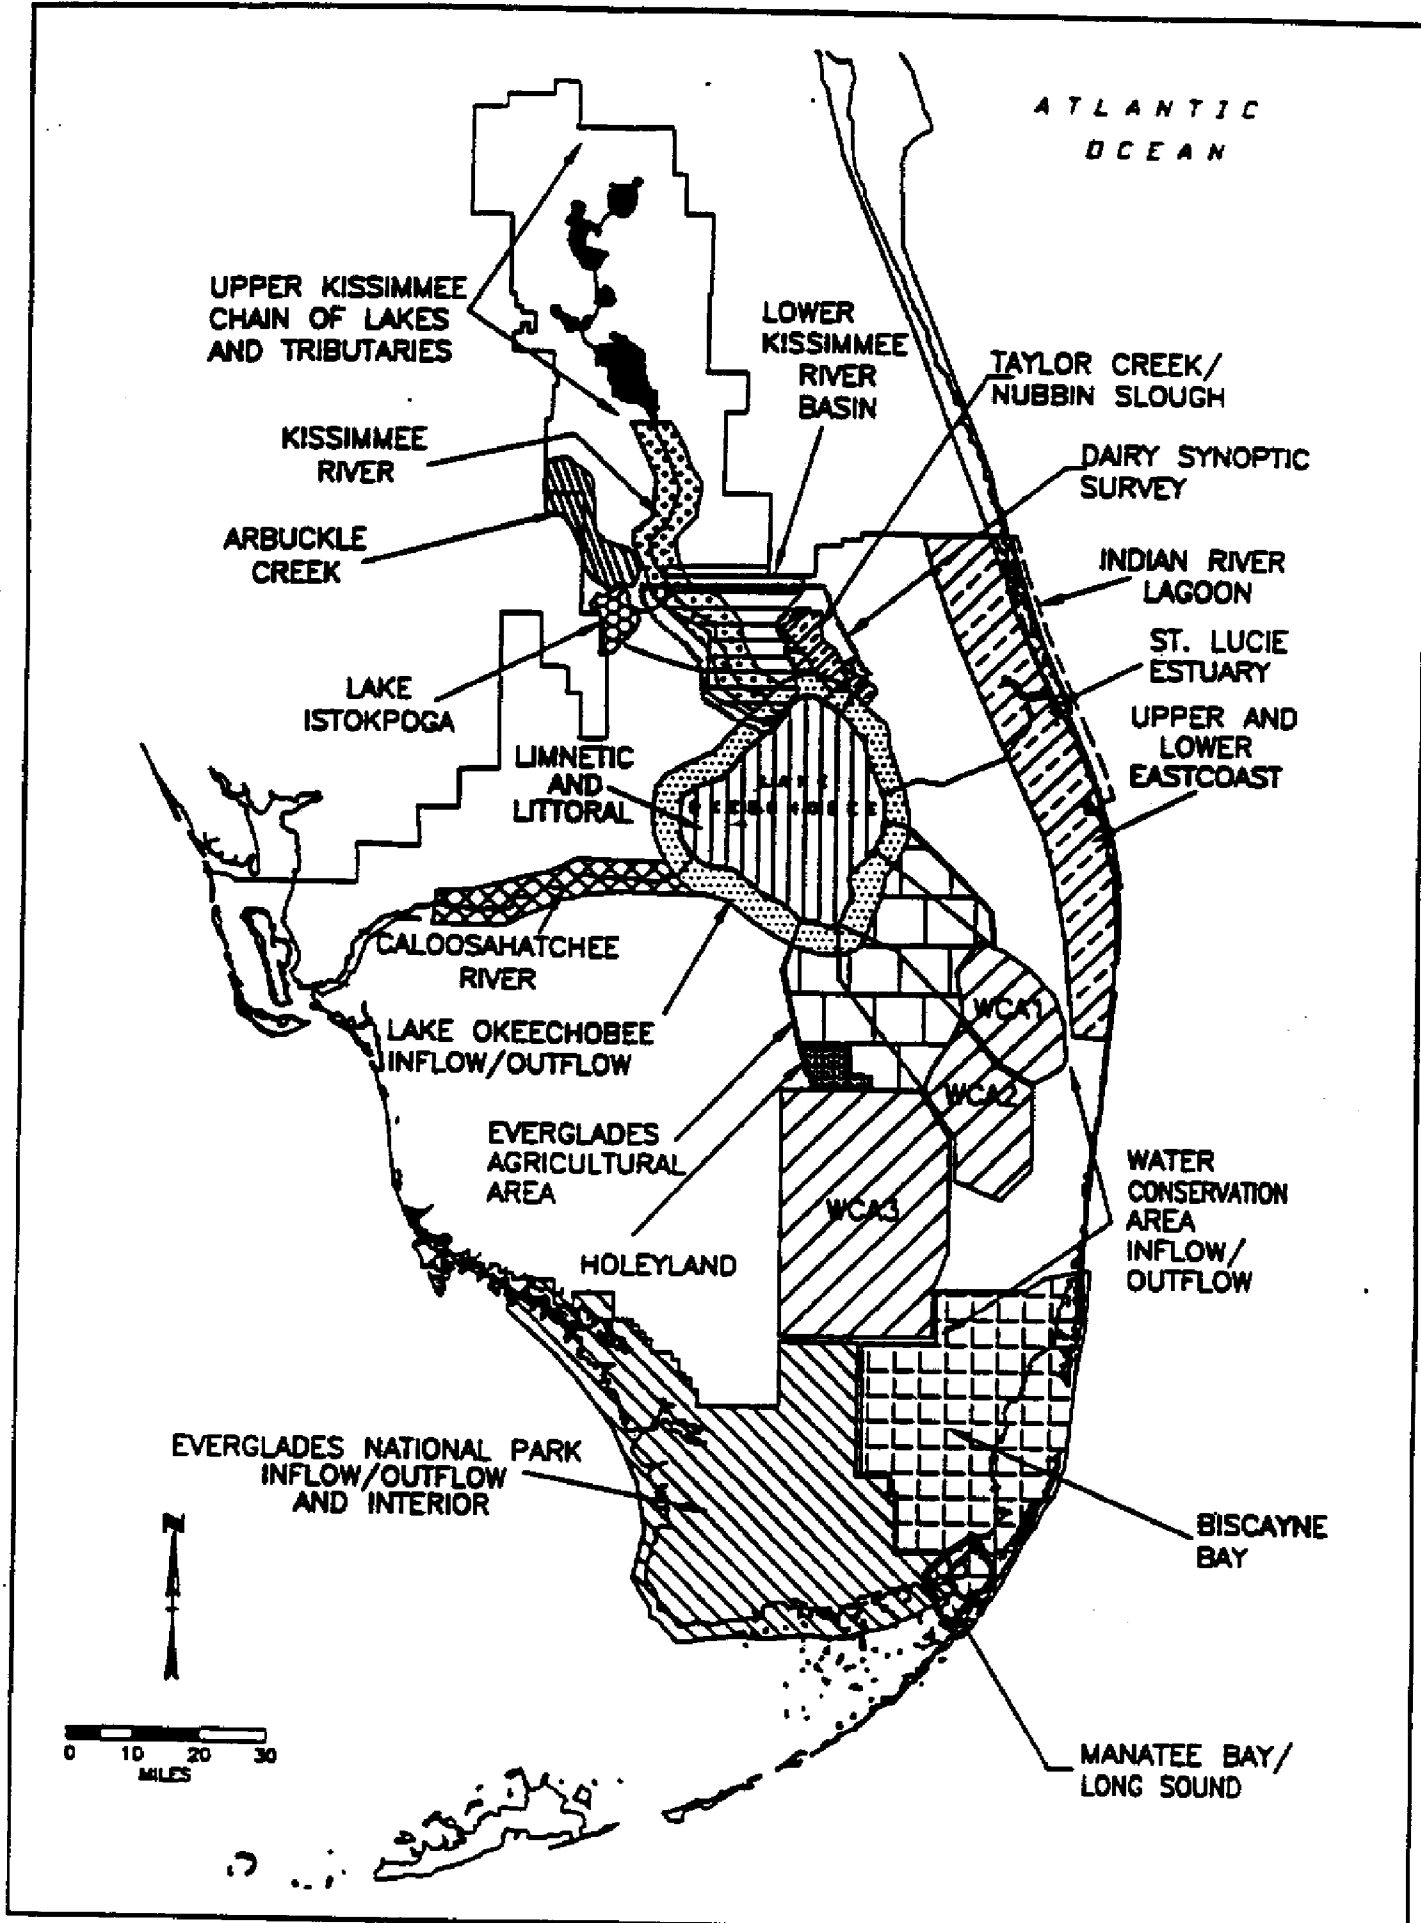 ATLANTIC
OCEAN
UPPER KISSIMMEE
CHAIN OF LAKES
AND TRIBUTARIES
LOWER
KISSIMMEE
RIVER
BASIN
TAYLOR CREEK/
NUBBIN SLOUGH
KISSIMMEE
RIVER
DAIRY SYNOPTIC
SURVEY
ARBUCKLE
CREEK
INDIAN RIVER
LAGOON
ST. LUCIE
ESTUARY
LAKE
ISTOKPOGA
UPPER AND
LOWER
EASTCOAST
LIMNETIC
AND
LITTORAL
LAKE
OKEECHOBEE
CALOOSAHATCHEE
RIVER
WCA1
LAKE OKEECHOBEE
INFLOW/OUTFLOW
WCA2
EVERGLADES
AGRICULTURAL
AREA
WATER
CONSERVATION
AREA
INFLOW/
OUTFLOW
WCA3
HOLEYLAND
EVERGLADES NATIONAL PARK
INFLOW/OUTFLOW
AND INTERIOR
N
BISCAYNE
BAY
0 10 20 30
MILES
MANATEE BAY/
LONG SOUND